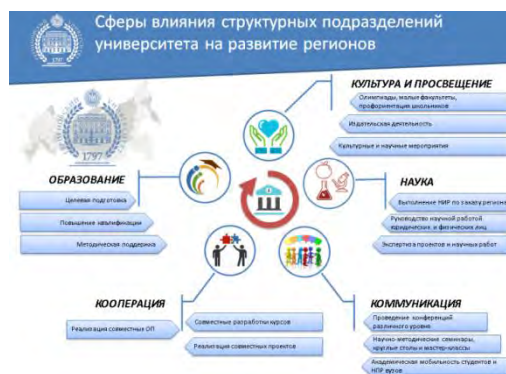 Сферы влияния структурных подразделений
университета на развитие регионов
КУЛЬТУРА И ПРОСВЕЩЕНИЕ
Олимпиады, малые факультеты,
профориентация школьников
Издательская деятельность
Культурные и научные мероприятия
1797
ОБРАЗОВАНИЕ
Целевая подготовка
Повышение квалификации
Методическая поддержка
НАУКА
Выполнение НИР по заказу региона
Руководство научной работой
юридических и физических лиц
Экспертиза проектов и научных работ
КООПЕРАЦИЯ
Реализация совместных ОП
Совместные разработки курсов
Реализация совместных проектов
КОММУНИКАЦИЯ
Проведение конференций
различного уровня
Научно-методические семинары,
круглые столы и мастер-классы
Академическая мобильность студентов и
НПР вузов